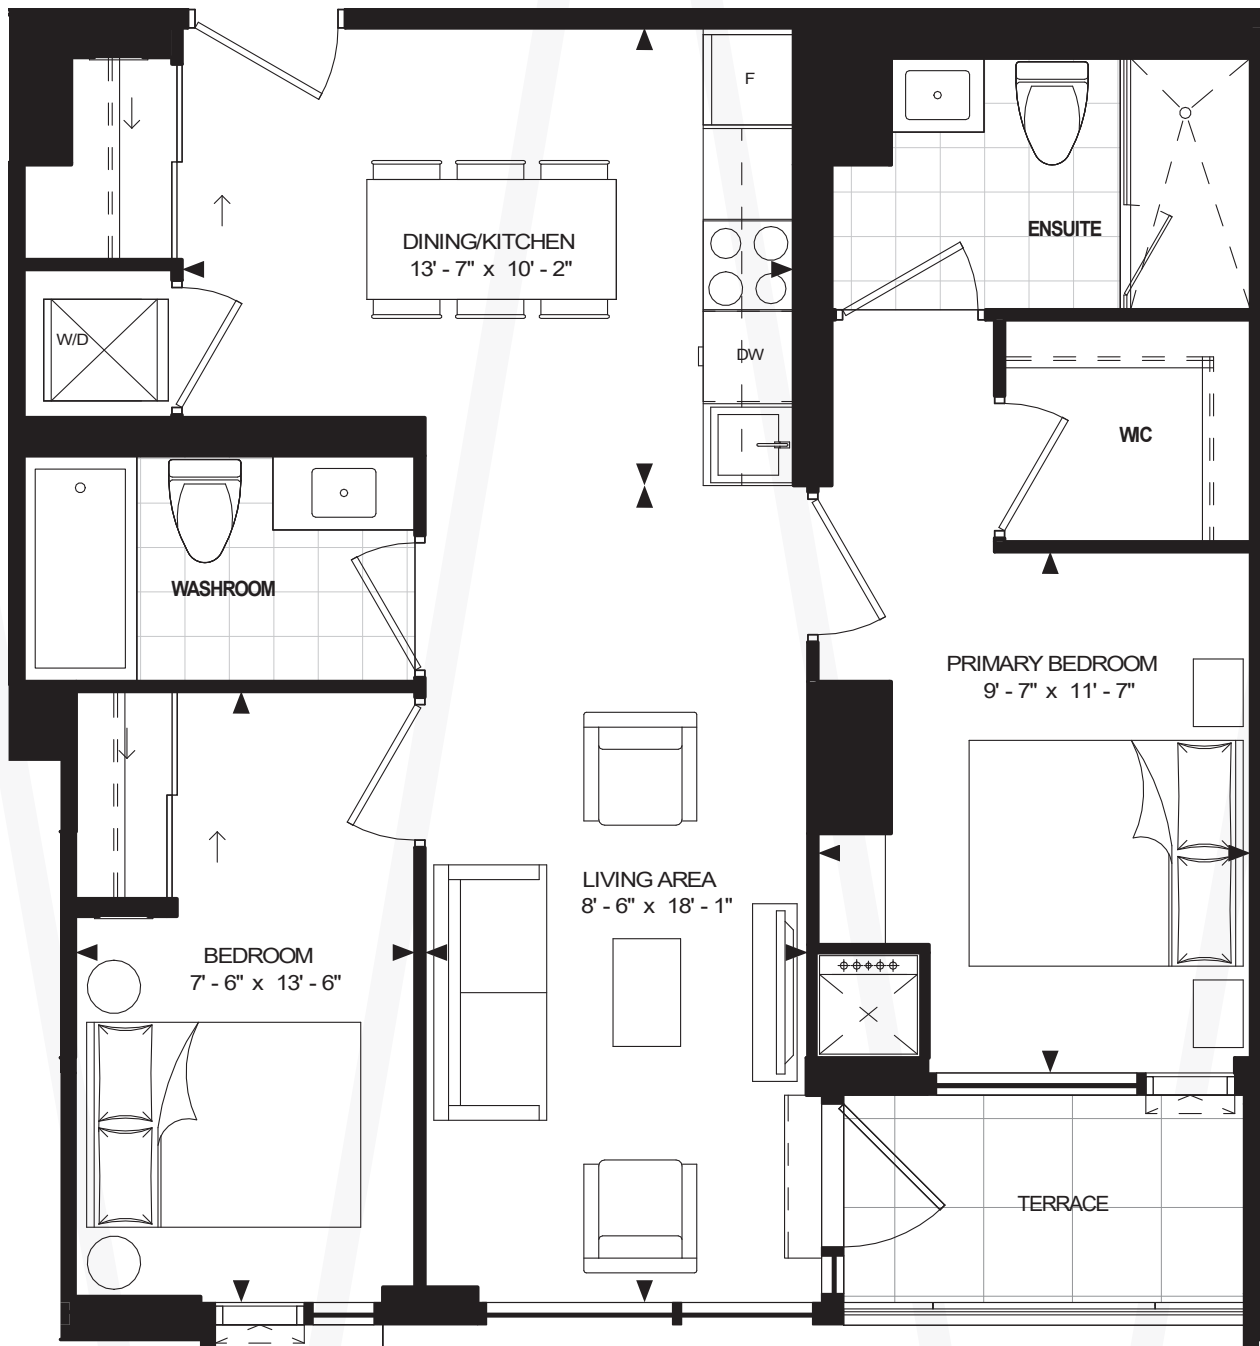 F
DINING/KITCHEN
13' - 7" x 10' - 2"
ENSUITE
W/D
DW
WIC
WASHROOM
PRIMARY BEDROOM
9' - 7" x 11' - 7"
LIVING AREA
8' - 6" x 18' - 1"
BEDROOM
7' - 6" x 13' - 6"
TERRACE